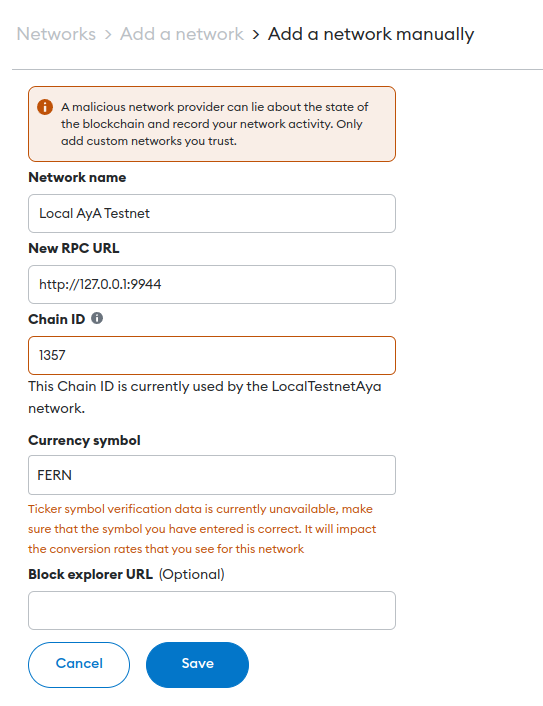 Networks > Add a network > Add a network manually
A malicious network provider can lie about the state of
the blockchain and record your network activity. Only
add custom networks you trust.
Network name
Local AyA Testnet
New RPC URL
http://127.0.0.1:9944
Chain ID
1357
This Chain ID is currently used by the LocalTestnetAya
network.
Currency symbol
FERN
Ticker symbol verification data is currently unavailable, make
sure that the symbol you have entered is correct. It will impact
the conversion rates that you see for this network
Block explorer URL (Optional)
Cancel Save